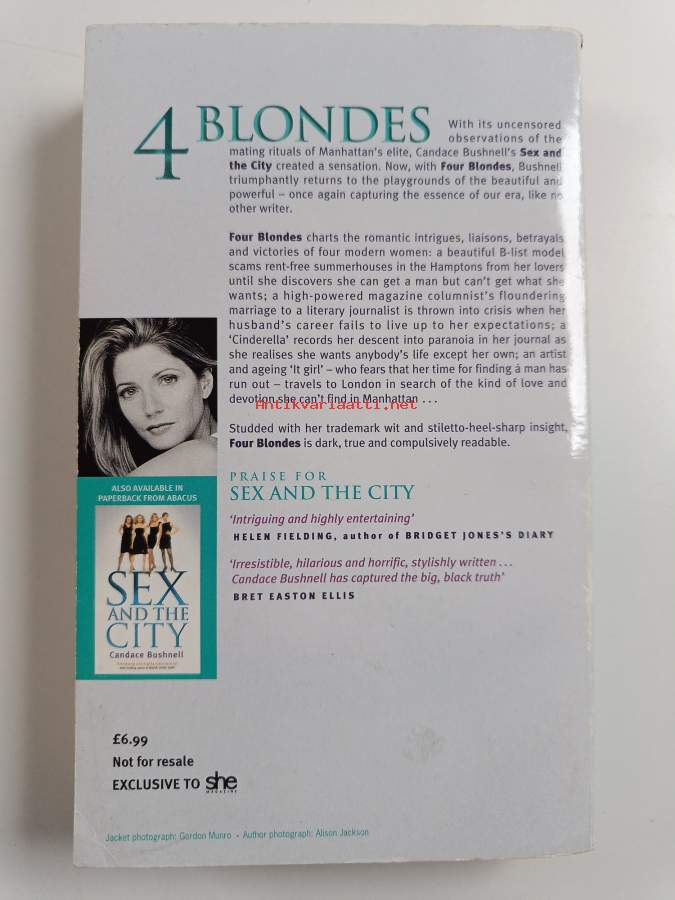 4 BLONDES
With its uncensored
observations of the
mating rituals of Manhattan's elite, Candace Bushnell's Sex and
the City created a sensation. Now, with Four Blondes, Bushnell
triumphantly returns to the playgrounds of the beautiful and
powerful – once again capturing the essence of our era, like no
other writer.
Four Blondes charts the romantic intrigues, liaisons, betrayals
and victories of four modern women: a beautiful B-list model
scams rent-free summerhouses in the Hamptons from her lovers
until she discovers she can get a man but can't get what she
wants; a high-powered magazine columnist's floundering
marriage to a literary journalist is thrown into crisis when her
husband's career fails to live up to her expectations; a
'Cinderella' records her descent into paranoia in her journal as
she realises she wants anybody's life except her own; an artist
and ageing 'It girl' – who fears that her time for finding a man has
run out – travels to London in search of the kind of love and
devotion she can't find in Manhattan ...
Antikvariaatti.net
Studded with her trademark wit and stiletto-heel-sharp insight,
Four Blondes is dark, true and compulsively readable.
PRAISE FOR
SEX AND THE CITY
'Intriguing and highly entertaining'
HELEN FIELDING, author of BRIDGET JONES'S DIARY
'Irresistible, hilarious and horrific, stylishly written ...
Candace Bushnell has captured the big, black truth'
BRET EASTON ELLIS
ALSO AVAILABLE IN
PAPERBACK FROM ABACUS
SEX
AND THE
CITY
Candace Bushnell
£6.99
Not for resale
EXCLUSIVE TO she
MAGAZINE
Jacket photograph: Gordon Munro • Author photograph: Alison Jackson